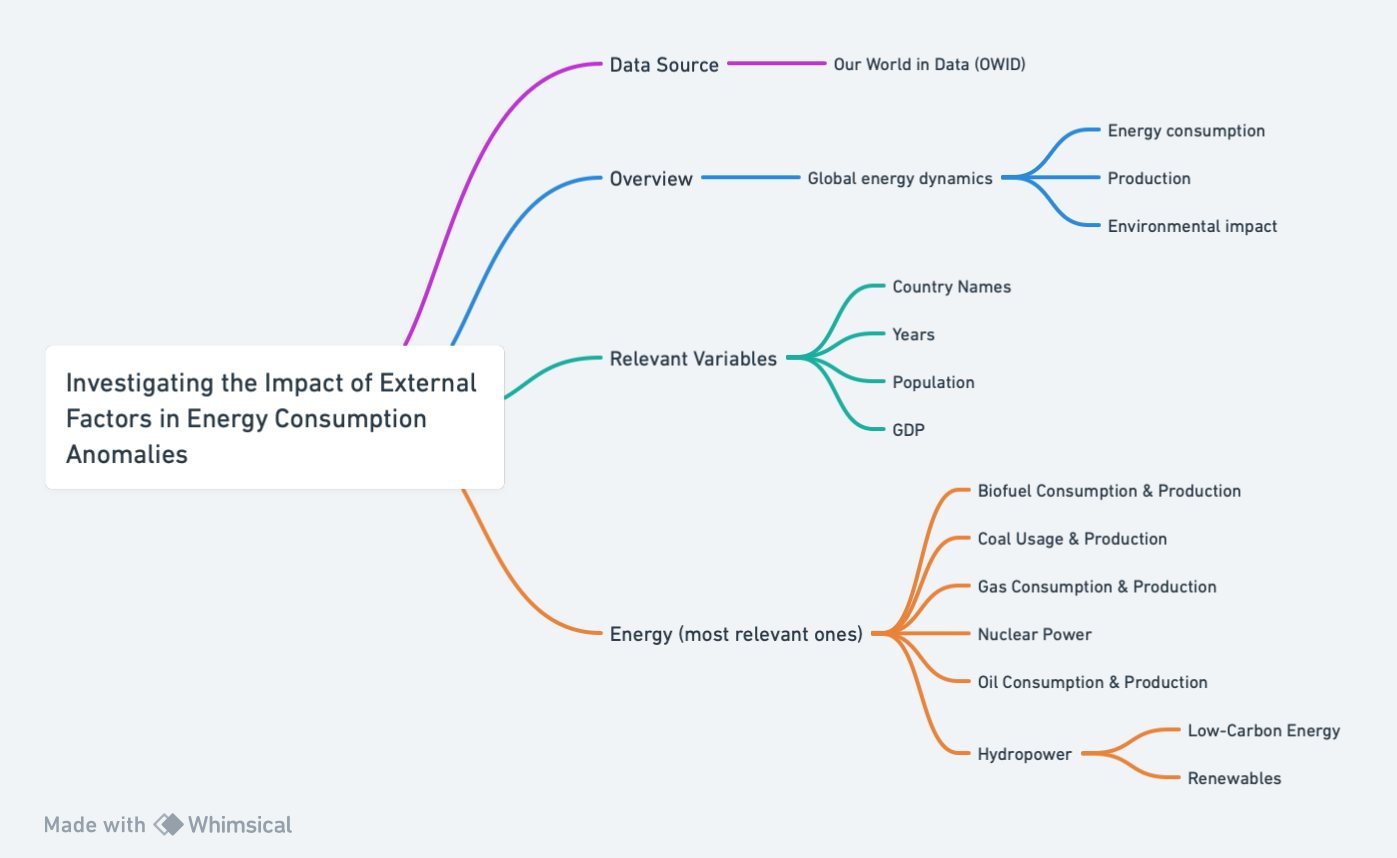 Data Source
Our World in Data (OWID)
Overview
Global energy dynamics
Energy consumption
Production
Environmental impact
Relevant Variables
Country Names
Years
Population
GDP
Investigating the Impact of External
Factors in Energy Consumption
Anomalies
Energy (most relevant ones)
Biofuel Consumption & Production
Coal Usage & Production
Gas Consumption & Production
Nuclear Power
Oil Consumption & Production
Hydropower
Low-Carbon Energy
Renewables
Made with Whimsical